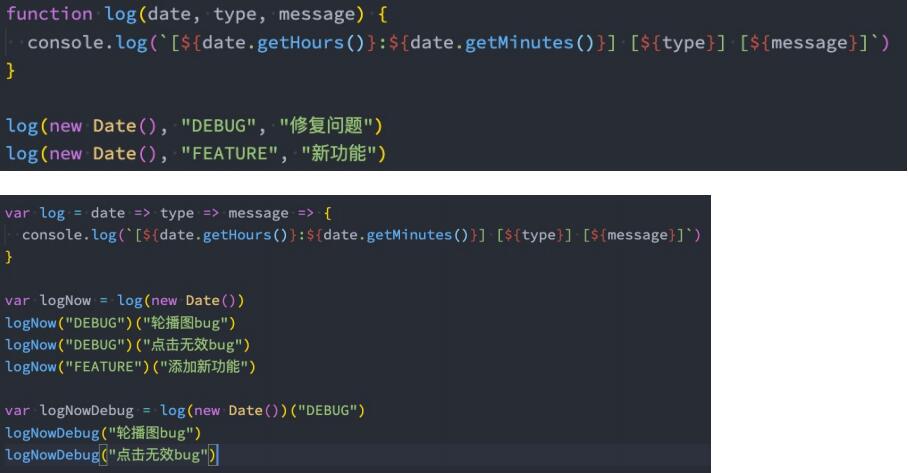 function log(date, type, message) {
  console.log(`[${date.getHours()}:${date.getMinutes()}] [${type}] [${message}]`)
}
log(new Date(), "DEBUG", "修复问题")
log(new Date(), "FEATURE", "新功能")
var log = date => type => message => {
  console.log(`[${date.getHours()}:${date.getMinutes()}] [${type}] [${message}]`)
}
var logNow = log(new Date())
logNow("DEBUG")("轮播图bug")
logNow("DEBUG")("点击无效bug")
logNow("FEATURE")("添加新功能")
var logNowDebug = log(new Date())("DEBUG")
logNowDebug("轮播图bug")
logNowDebug("点击无效bug")